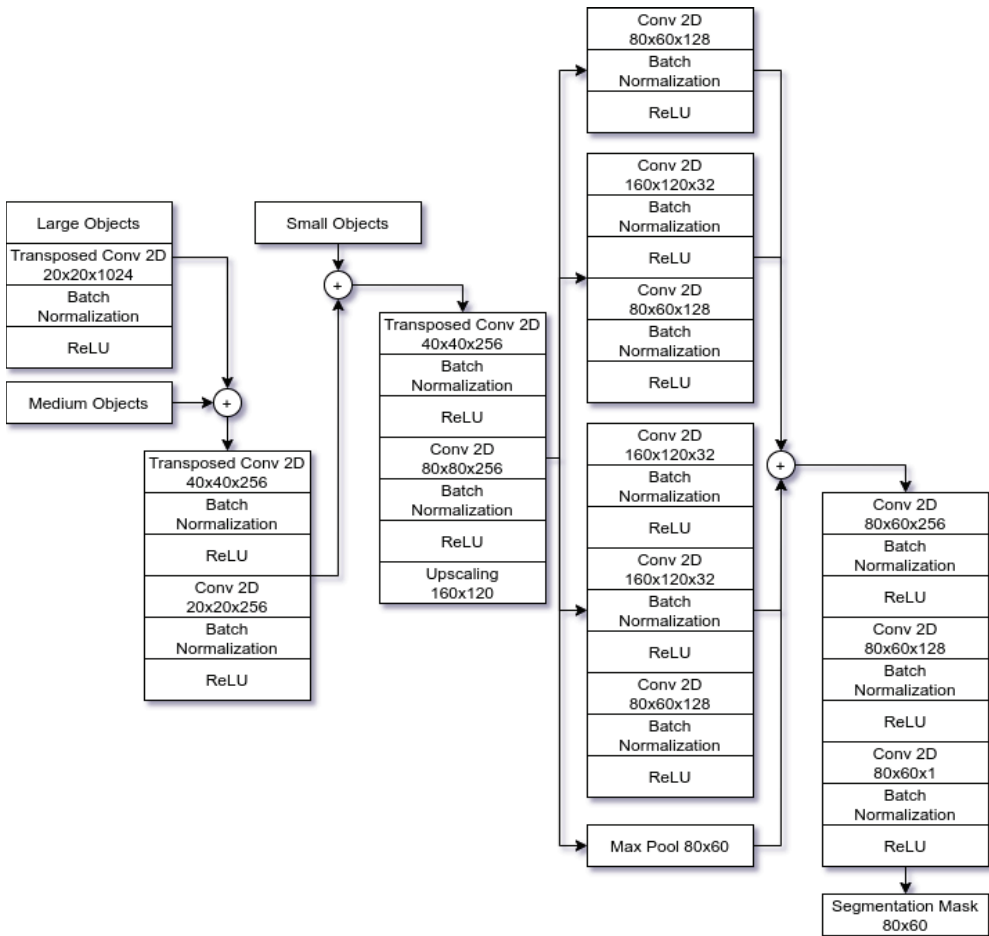 Large Objects
Transposed Conv 2D
20x20x1024
Batch
Normalization
ReLU
Medium Objects
+
Transposed Conv 2D
40x40x256
Batch
Normalization
ReLU
Conv 2D
20x20x256
Batch
Normalization
ReLU
Small Objects
+
Transposed Conv 2D
40x40x256
Batch
Normalization
ReLU
Conv 2D
80x80x256
Batch
Normalization
ReLU
Upscaling
160x120
Conv 2D
80x60x128
Batch
Normalization
ReLU
Conv 2D
160x120x32
Batch
Normalization
ReLU
Conv 2D
80x60x128
Batch
Normalization
ReLU
Conv 2D
160x120x32
Batch
Normalization
ReLU
Conv 2D
160x120x32
Batch
Normalization
ReLU
Conv 2D
80x60x128
Batch
Normalization
ReLU
Max Pool 80x60
+
Conv 2D
80x60x256
Batch
Normalization
ReLU
Conv 2D
80x60x128
Batch
Normalization
ReLU
Conv 2D
80x60x1
Batch
Normalization
ReLU
Segmentation Mask
80x60